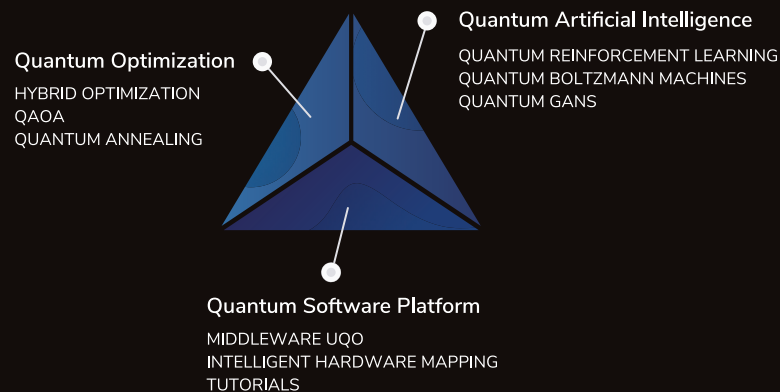 Quantum Optimization
HYBRID OPTIMIZATION
QAOA
QUANTUM ANNEALING
Quantum Artificial Intelligence
QUANTUM REINFORCEMENT LEARNING
QUANTUM BOLTZMANN MACHINES
QUANTUM GANS
Quantum Software Platform
MIDDLEWARE UQO
INTELLIGENT HARDWARE MAPPING
TUTORIALS